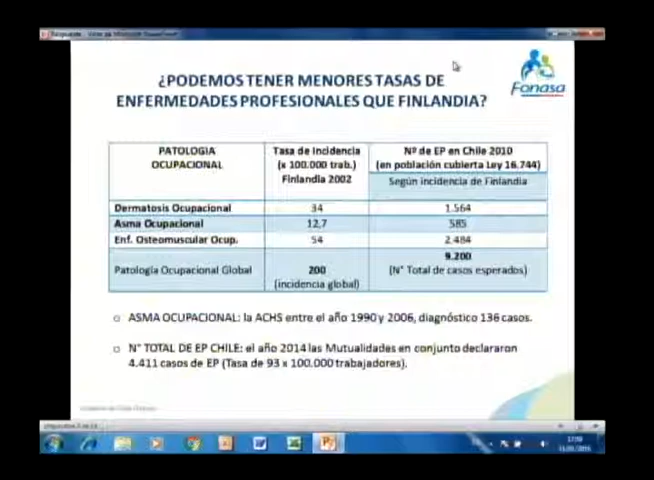 ¿PODEMOS TENER MENORES TASAS DE
ENFERMEDADES PROFESIONALES QUE FINLANDIA?
Fonasa
PATOLOGIA
OCUPACIONAL
Tasa de Incidencia
(x 100.000 trab.)
Finlandia 2002
Nº de EP en Chile 2010
(en población cubierta Ley 16.744)
Según incidencia de Finlandia
Dermatosis Ocupacional 34 1.564
Asma Ocupacional 12,7 585
Enf. Osteomuscular Ocup. 54 2.484
Patología Ocupacional Global
200
(incidencia global)
9.200
(N° Total de casos esperados)
ASMA OCUPACIONAL: la ACHS entre el año 1990 y 2006, diagnóstico 136 casos.
N° TOTAL DE EP CHILE: el año 2014 las Mutualidades en conjunto declararon
4.411 casos de EP (Tasa de 93 x 100.000 trabajadores).